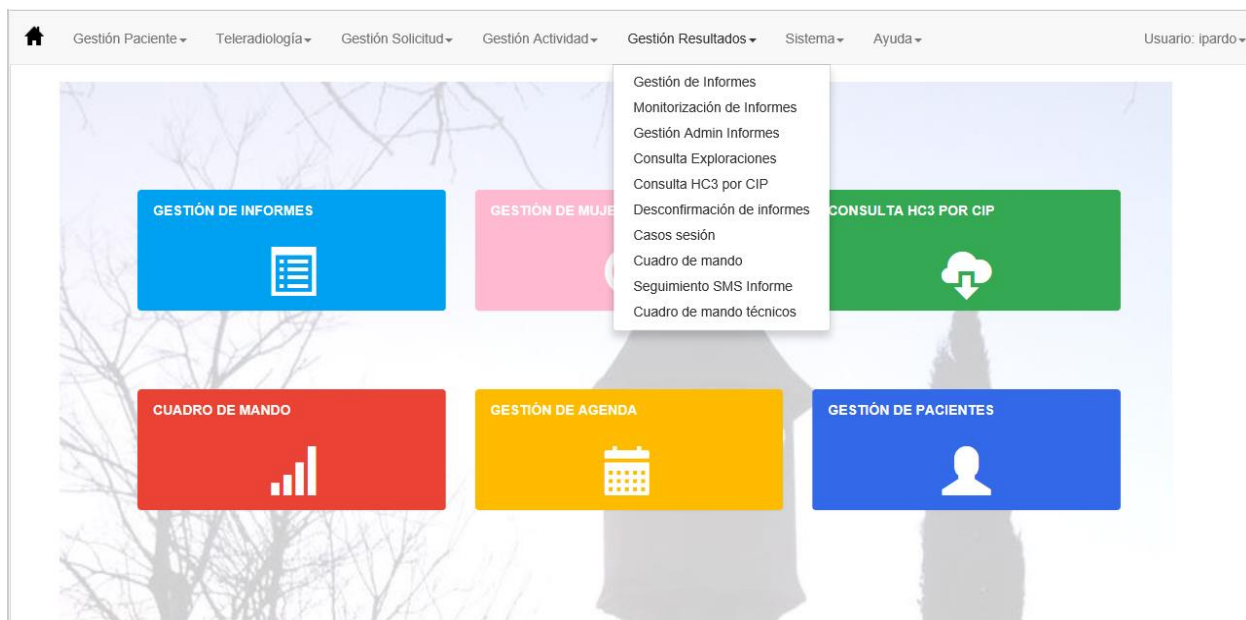 Gestión Paciente
Teleradiología
Gestión Solicitud
Gestión Actividad
Gestión Resultados
Sistema
Ayuda
Usuario: ipardo
Gestión de Informes
Monitorización de Informes
Gestión Admin Informes
Consulta Exploraciones
Consulta HC3 por CIP
Desconfirmación de informes
Casos sesión
Cuadro de mando
Seguimiento SMS Informe
Cuadro de mando técnicos
GESTIÓN DE INFORMES
GESTIÓN DE
CONSULTA HC3 POR CIP
CUADRO DE MANDO
GESTIÓN DE AGENDA
GESTIÓN DE PACIENTES